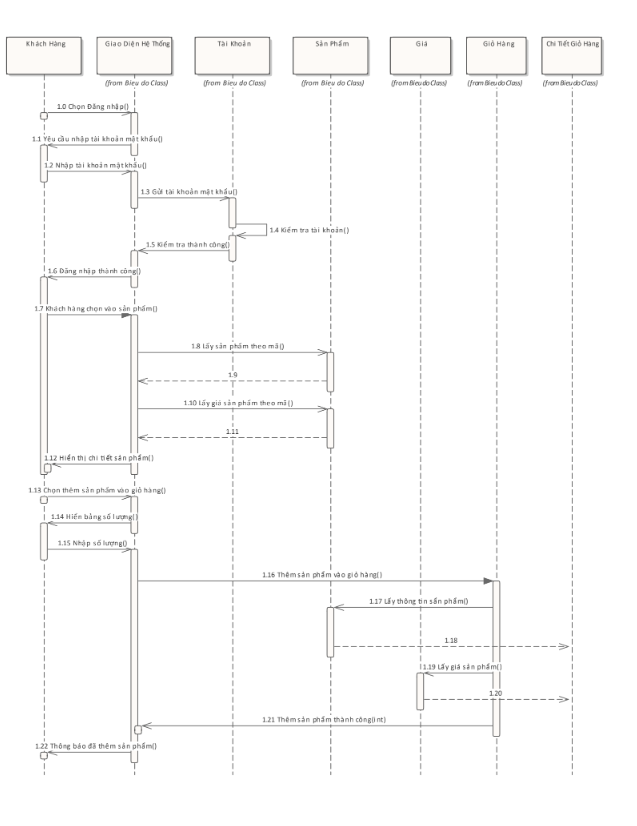 Khách Hàng
Giao Diện Hệ Thống
Tài Khoản
Sản Phẩm
Giá
Giỏ Hàng
Chi Tiết Giỏ Hàng
(from Bieu do Class)
(from Bieu do Class)
(from Bieu do Class)
(from Bieu do Class)
(from Bieu do Class)
(from Bieu do Class)
1.0 Chọn Đăng nhập()
1.1 Yêu cầu nhập tài khoản mật khẩu()
1.2 Nhập tài khoản mật khẩu()
1.3 Gửi tài khoản mật khẩu()
1.4 Kiểm tra tài khoản()
1.5 Kiểm tra thành công()
1.6 Đăng nhập thành công()
1.7 Khách hàng chọn vào sản phẩm()
1.8 Lấy sản phẩm theo mã()
1.9
1.10 Lấy giá sản phẩm theo mã()
1.11
1.12 Hiển thị chi tiết sản phẩm()
1.13 Chọn thêm sản phẩm vào giỏ hàng()
1.14 Hiển bảng số lượng()
1.15 Nhập số lượng()
1.16 Thêm sản phẩm vào giỏ hàng()
1.17 Lấy thông tin sản phẩm()
1.18
1.19 Lấy giá sản phẩm()
1.20
1.21 Thêm sản phẩm thành công(int)
1.22 Thông báo đã thêm sản phẩm()